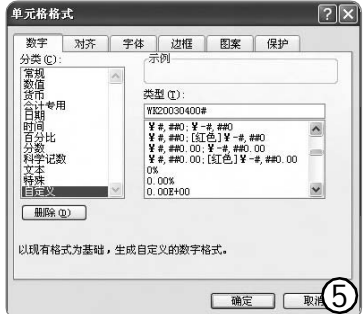 单元格格式
数字 对齐 字体 边框 图案 保护
分类(C):
常规
数值
货币
会计专用
日期
时间
百分比
分数
科学记数
文本
特殊
自定义
示例
类型(T):
WK20030400#
¥#,##0;¥-#,##0
¥#,##0;[红色]¥-#,##0
¥#,##0.00;¥-#,##0.00
¥#,##0.00;[红色]¥-#,##0.00
0%
0.00%
0.00E+00
删除(D)
以现有格式为基础，生成自定义的数字格式。
确定 取消
⑤